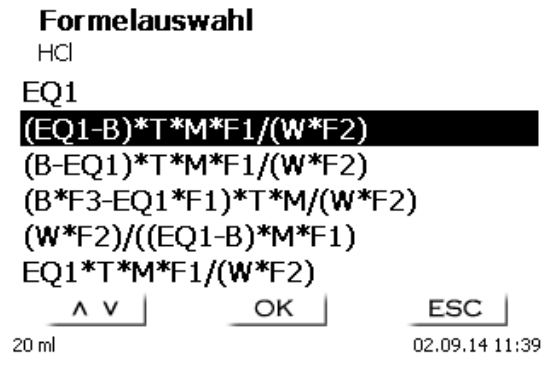 Formelauswahl
HCl
EQ1
(EQ1-B)*T*M*F1/(W*F2)
(B-EQ1)*T*M*F1/(W*F2)
(B*F3-EQ1*F1)*T*M/(W*F2)
(W*F2)/((EQ1-B)*M*F1)
EQ1*T*M*F1/(W*F2)
∧ ∨ OK ESC
20 ml 02.09.14 11:39